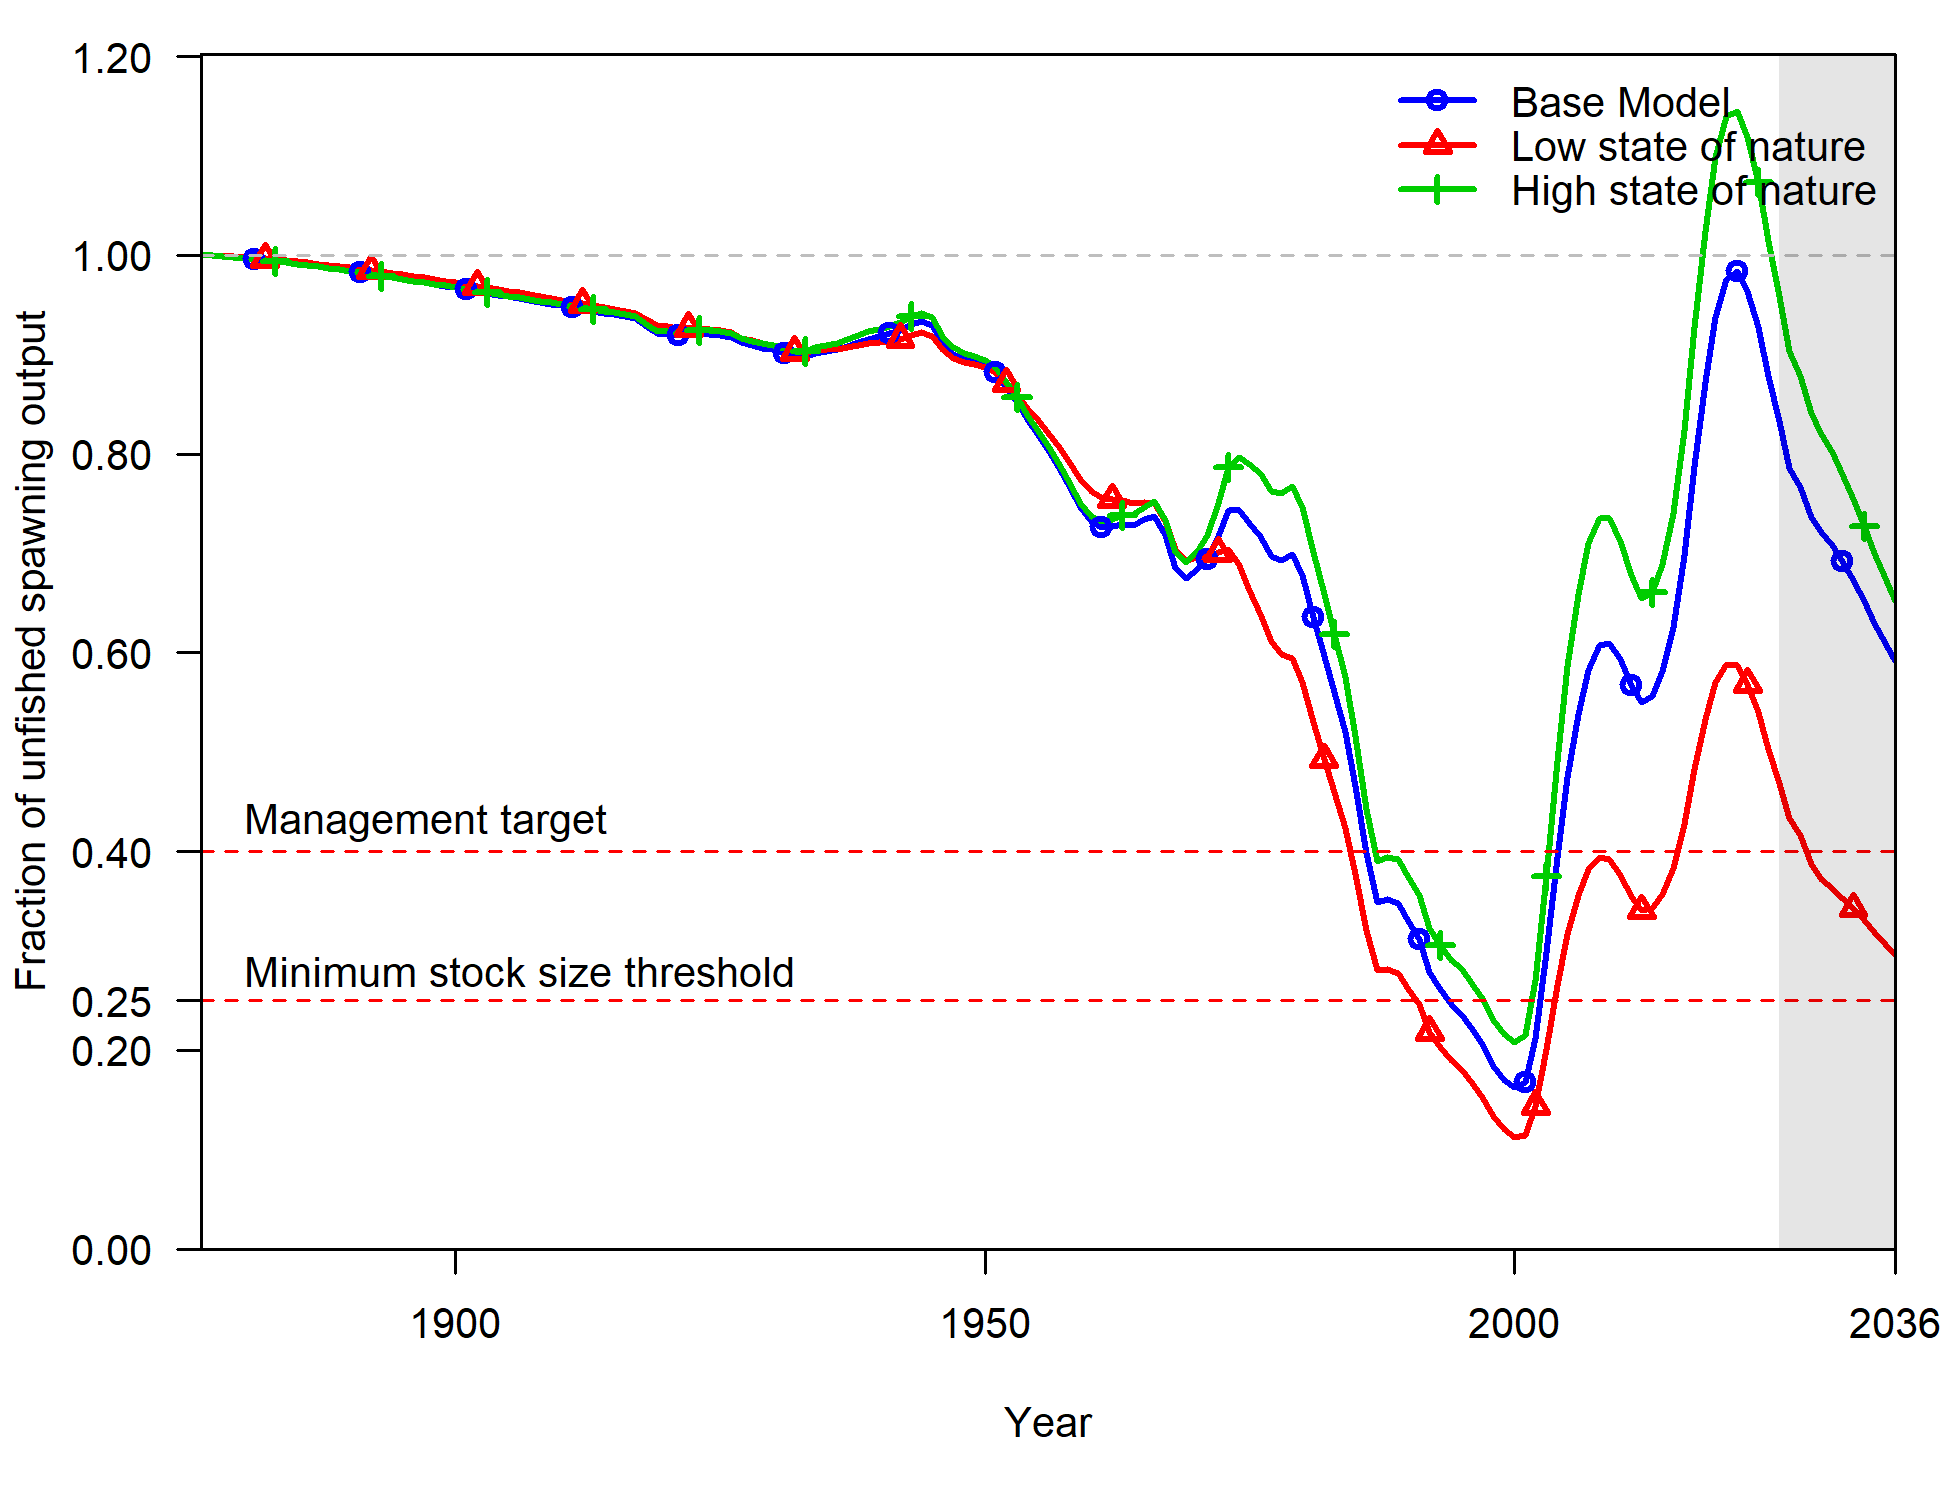 1.20
1.00
0.80
0.60
0.40
0.25
0.20
0.00
Fraction of unfished spawning output
Base Model
Low state of nature
High state of nature
Management target
Minimum stock size threshold
1900
1950
2000
2036
Year